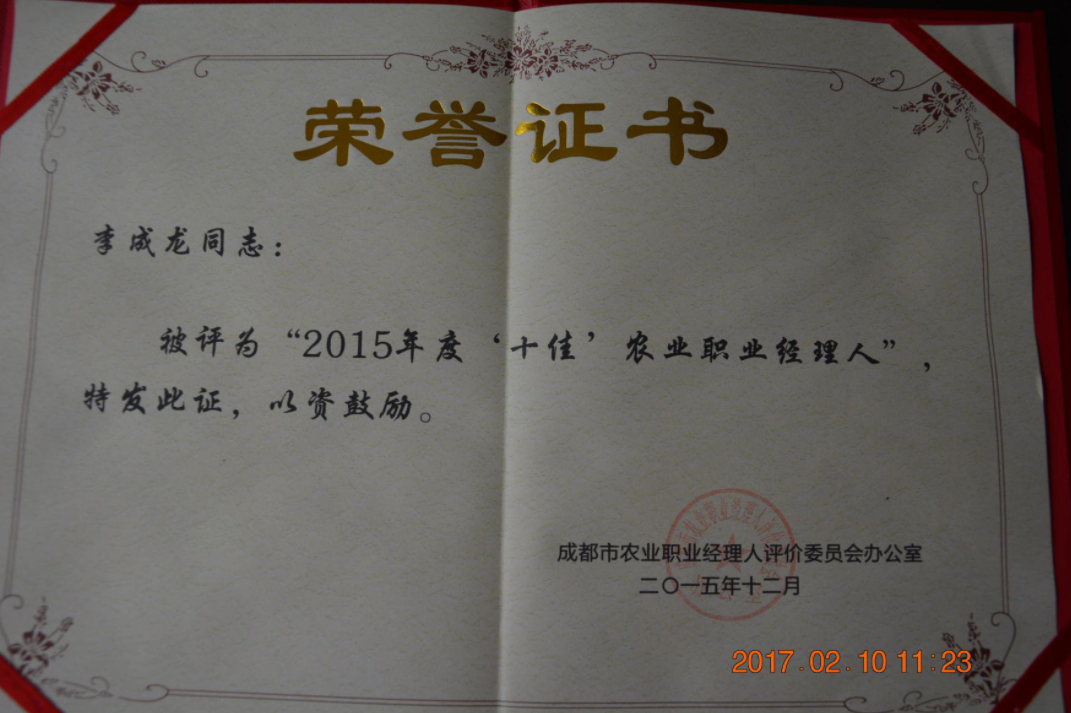 荣誉证书
李成龙同志：
被评为“2015年度‘十佳’农业职业经理人”，
特发此证，以资鼓励。
成都市农业职业经理人评价委员会办公室
二〇一五年十二月
2017.02.10 11:23